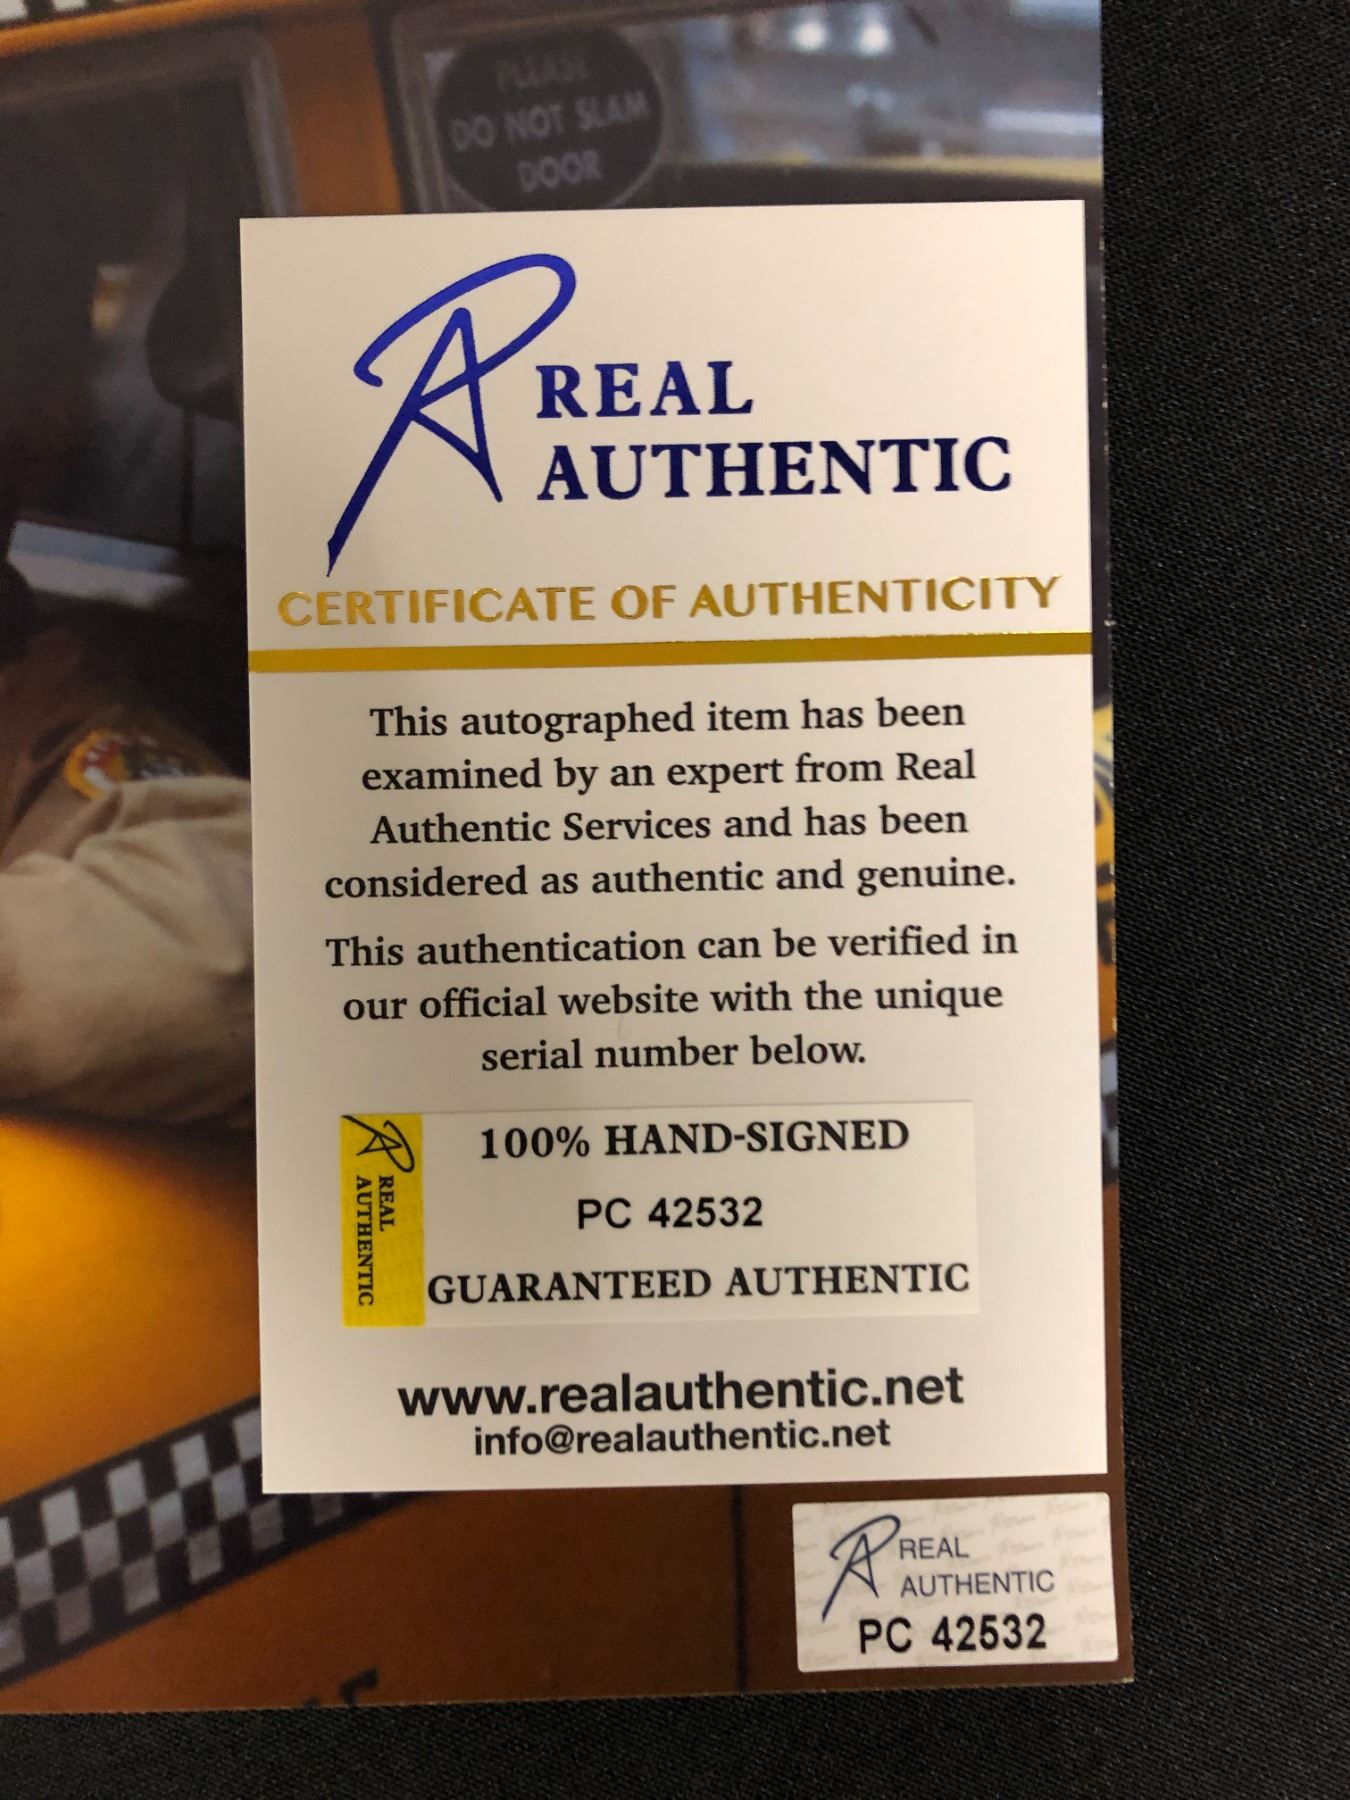 PLEASE
DO NOT SLAM
DOOR
REAL
AUTHENTIC
CERTIFICATE OF AUTHENTICITY
This autographed item has been
examined by an expert from Real
Authentic Services and has been
considered as authentic and genuine.
This authentication can be verified in
our official website with the unique
serial number below.
REAL
AUTHENTIC
100% HAND-SIGNED
PC 42532
GUARANTEED AUTHENTIC
www.realauthentic.net
info@realauthentic.net
REAL
AUTHENTIC
PC 42532